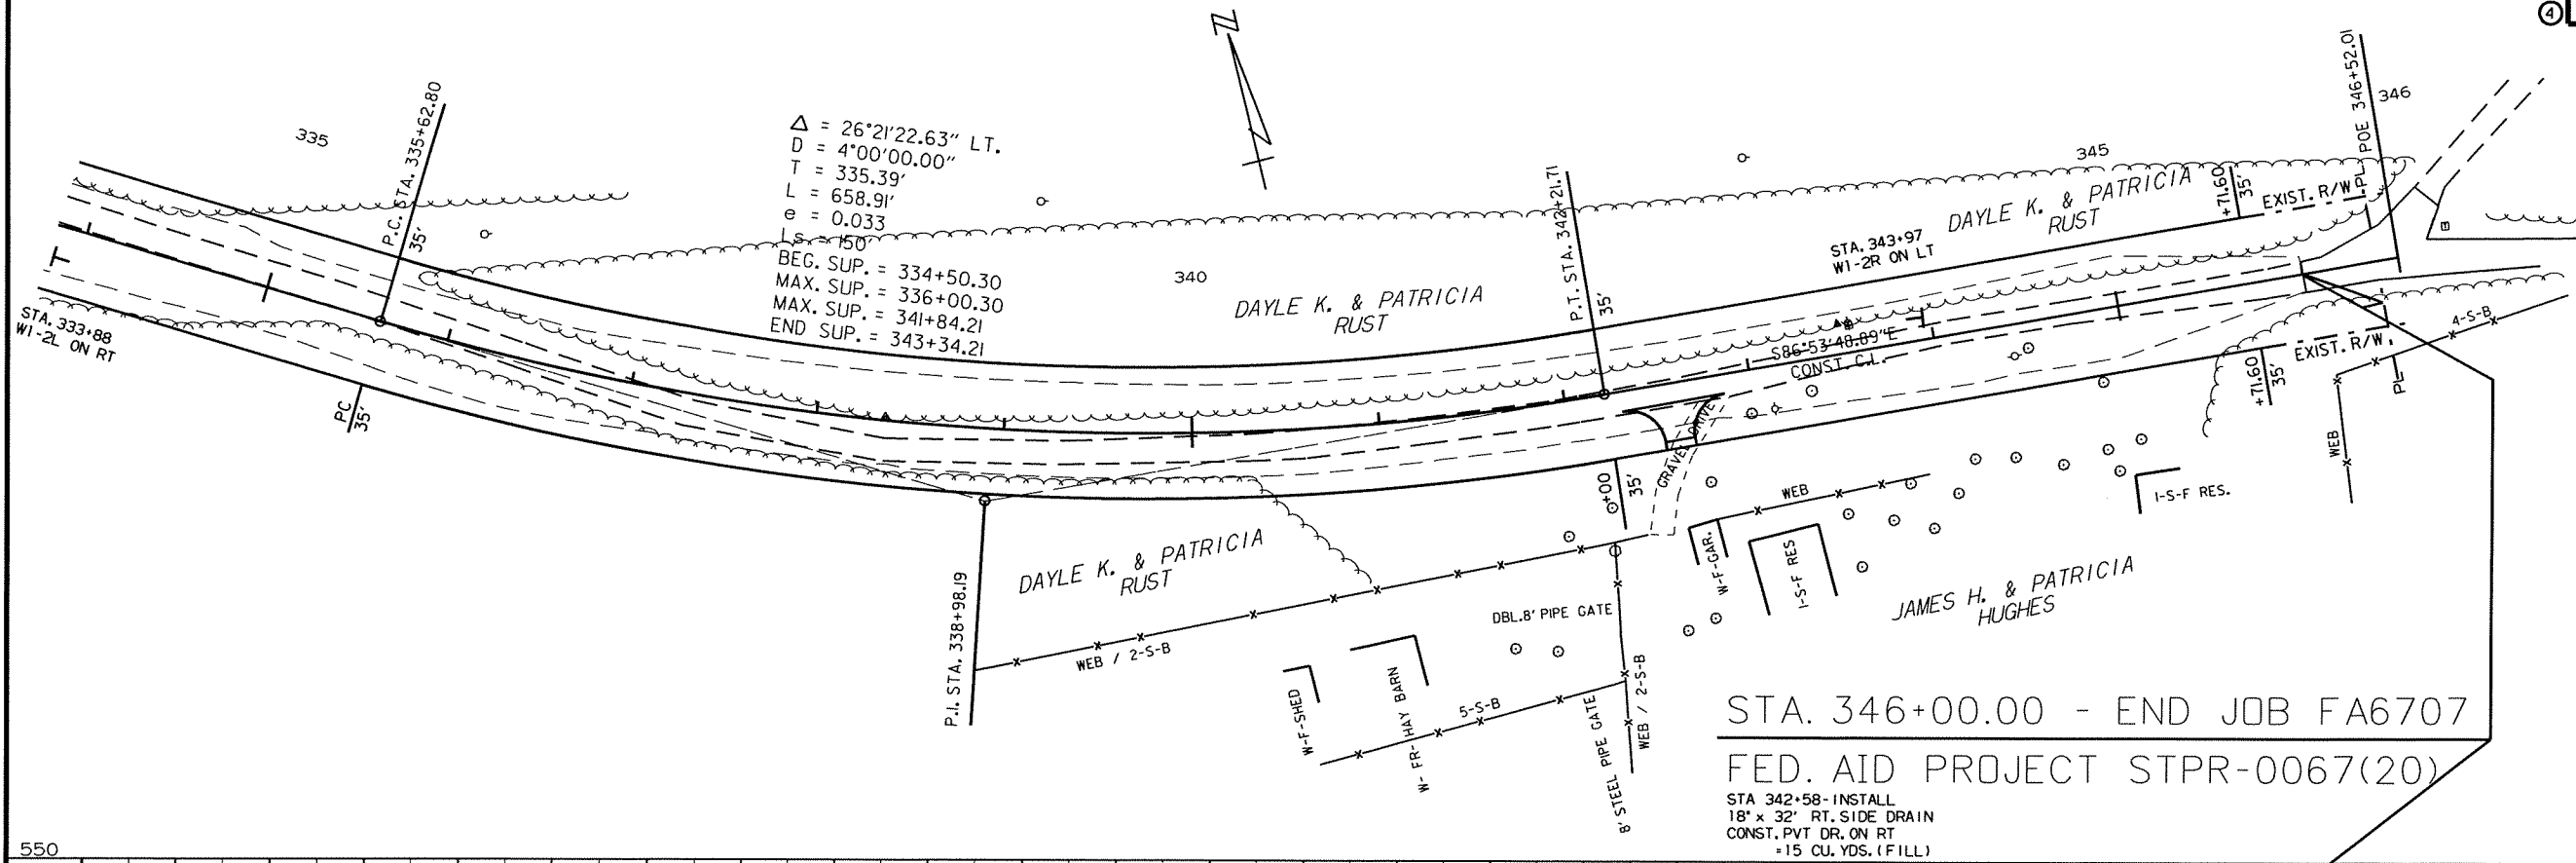 ④
335
P.C. STA. 335+62.80
35'
Δ = 26°21'22.63" LT.
D = 4°00'00.00"
T = 335.39'
L = 658.91'
e = 0.033
Ls = 150'
BEG. SUP. = 334+50.30
MAX. SUP. = 336+00.30
MAX. SUP. = 341+84.21
END SUP. = 343+34.21
N
340
DAYLE K. & PATRICIA
RUST
P.T. STA. 342+21.71
35'
STA. 343+97
W1-2R ON LT
DAYLE K. & PATRICIA
RUST
345
+71.60
35'
EXIST. R/W
PL
POE 346+52.01
346
STA. 333+88
W1-2L ON RT
PC
35'
S86°53'48.89"E
CONST. C.L.
+71.60
35'
EXIST. R/W
PL
4-S-B
WEB
P.I. STA. 338+98.19
DAYLE K. & PATRICIA
RUST
WEB / 2-S-B
0+00
35'
GRAVEL DRIVE
WEB
W-F-GAR.
1-S-F RES
1-S-F RES.
JAMES H. & PATRICIA
HUGHES
DBL.8' PIPE GATE
W-F-SHED
W- FR- HAY BARN
5-S-B
8' STEEL PIPE GATE
WEB / 2-S-B
STA. 346+00.00 - END JOB FA6707
FED. AID PROJECT STPR-0067(20)
STA 342+58-INSTALL
18" x 32' RT. SIDE DRAIN
CONST. PVT DR. ON RT
=15 CU. YDS. (FILL)
550